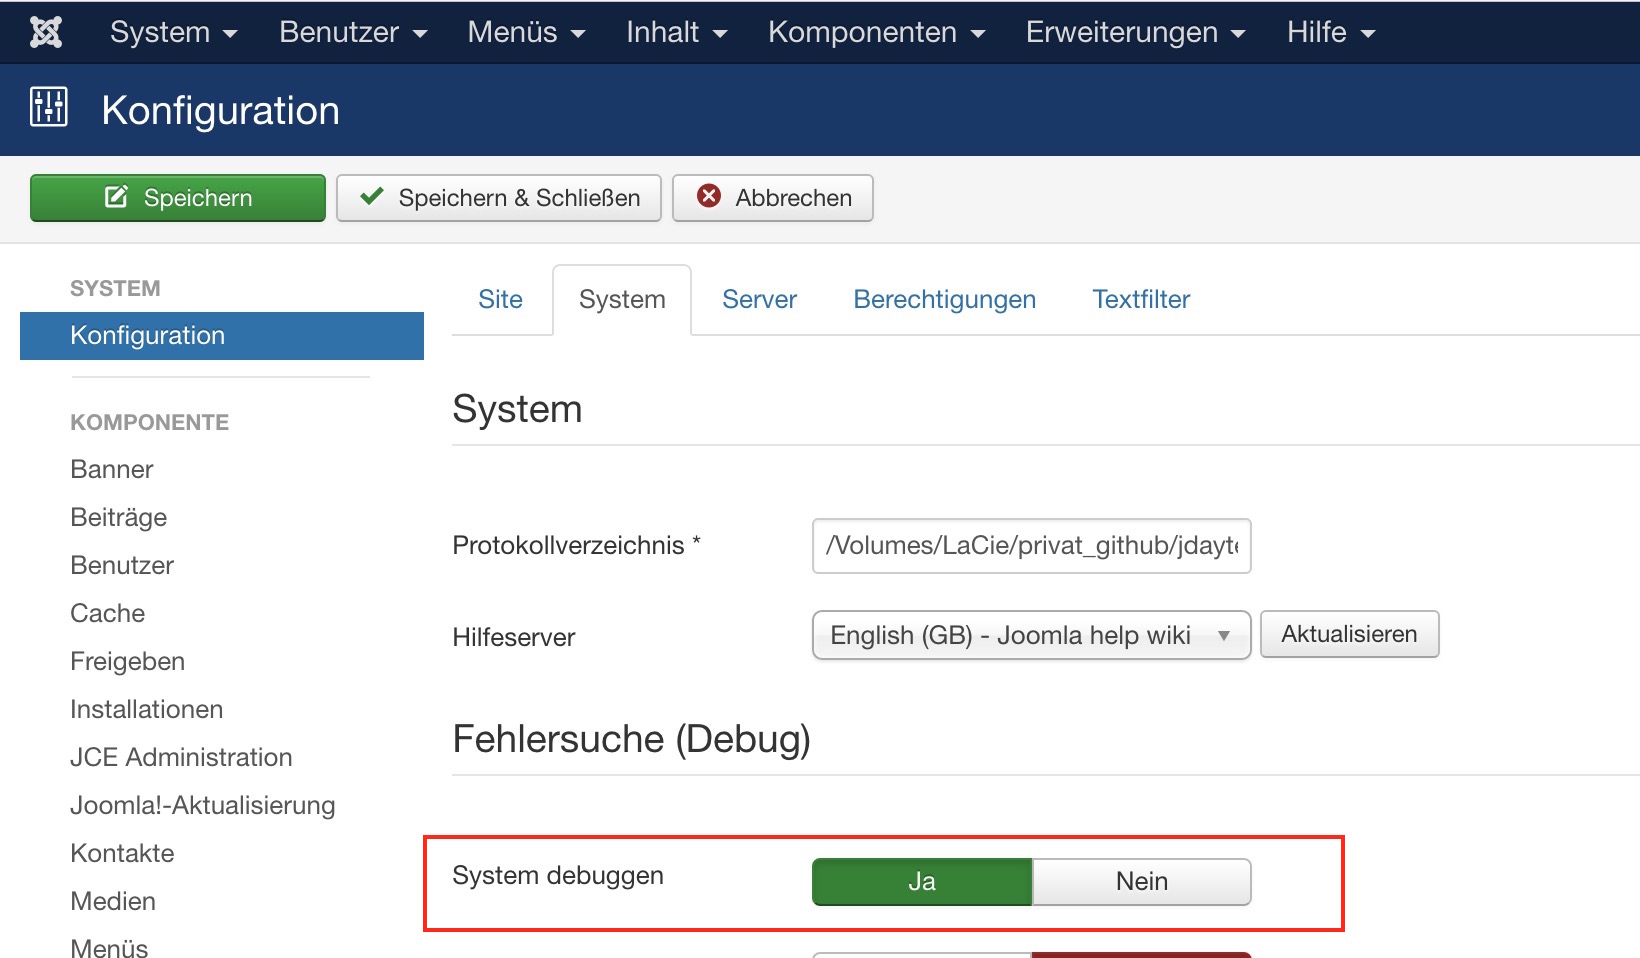 System Benutzer Menüs Inhalt Komponenten Erweiterungen Hilfe
Konfiguration
Speichern Speichern & Schließen Abbrechen
SYSTEM
Konfiguration
KOMPONENTE
Banner
Beiträge
Benutzer
Cache
Freigeben
Installationen
JCE Administration
Joomla!-Aktualisierung
Kontakte
Medien
Menüs
Site System Server Berechtigungen Textfilter
System
Protokollverzeichnis * /Volumes/LaCie/privat_github/jdayte
Hilfeserver English (GB) - Joomla help wiki Aktualisieren
Fehlersuche (Debug)
System debuggen Ja Nein